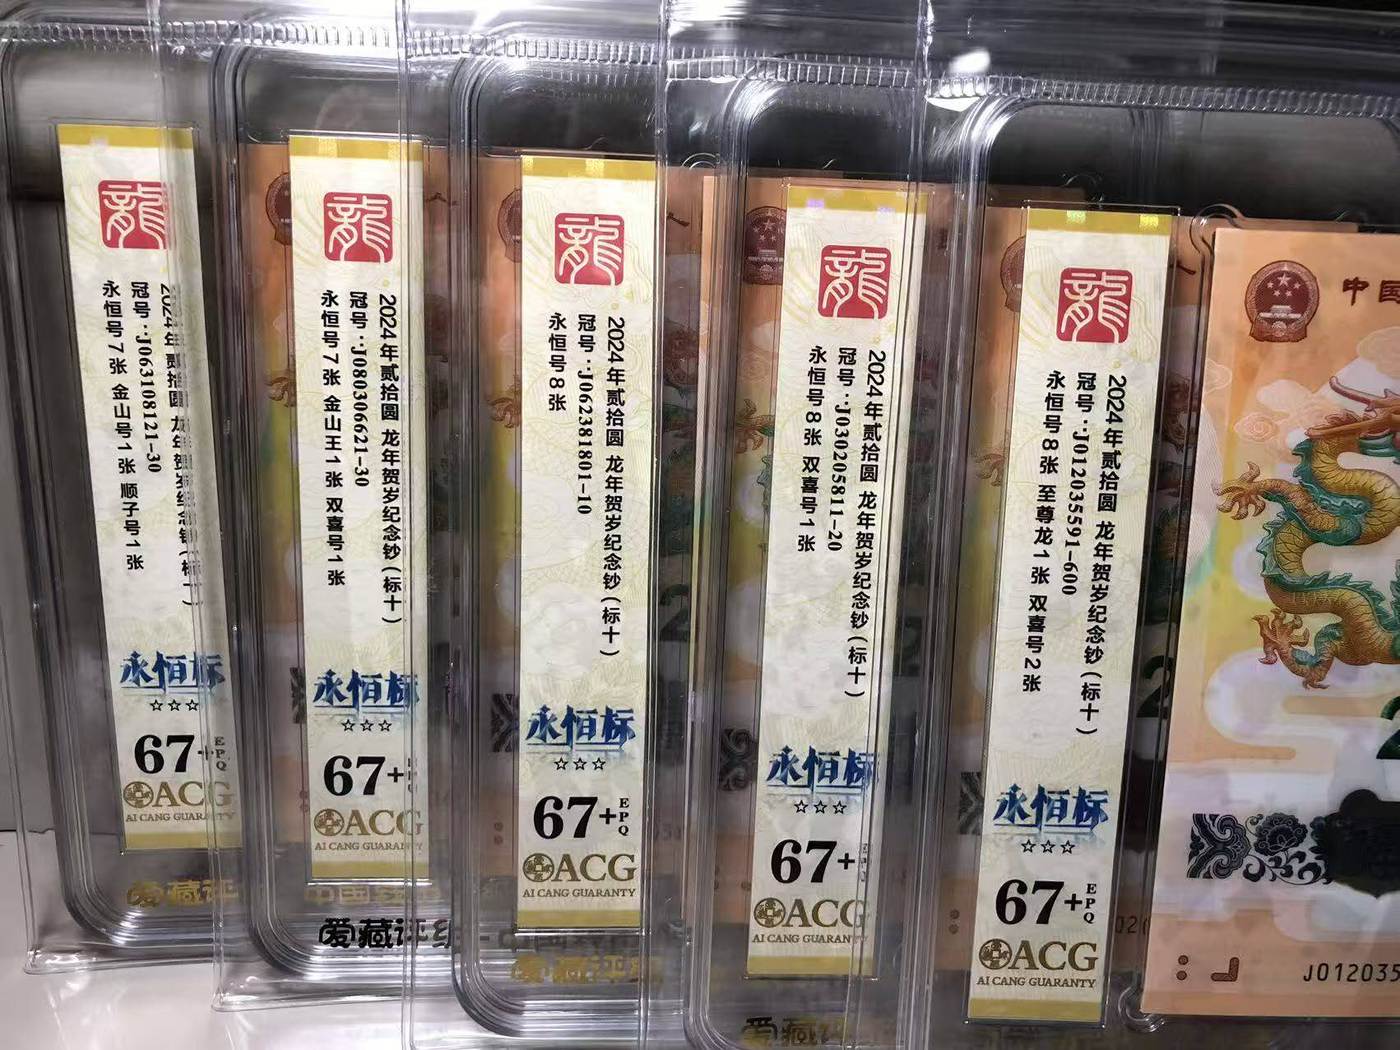 龍
2024年贰拾圆 龙年贺岁纪念钞(标十)
冠号:J063108121-30
永恒号7张 金山号1张 顺子号1张
永恒标
☆☆☆
67+EPQ
ACG
AI CANG GUARANTY
爱藏评
龍
2024年贰拾圆 龙年贺岁纪念钞(标十)
冠号:J080306621-30
永恒号7张 金山王1张 双喜号1张
永恒标
☆☆☆
67+
ACG
AI CANG GUARANTY
爱藏评级
龍
2024年贰拾圆 龙年贺岁纪念钞(标十)
冠号:J062381801-10
永恒号8张
永恒标
☆☆☆
67+EPQ
ACG
AI CANG GUARANTY
爱藏评级
龍
2024年贰拾圆 龙年贺岁纪念钞(标十)
冠号:J030205811-20
永恒号8张 双喜号1张
永恒标
☆☆☆
67+
ACG
AI CANG GUARANTY
爱藏评
龍
2024年贰拾圆 龙年贺岁纪念钞(标十)
冠号:J012035591-600
永恒号8张 至尊龙1张 双喜号2张
永恒标
☆☆☆
67+EPQ
ACG
AI CANG GUARANTY
中国
J012035